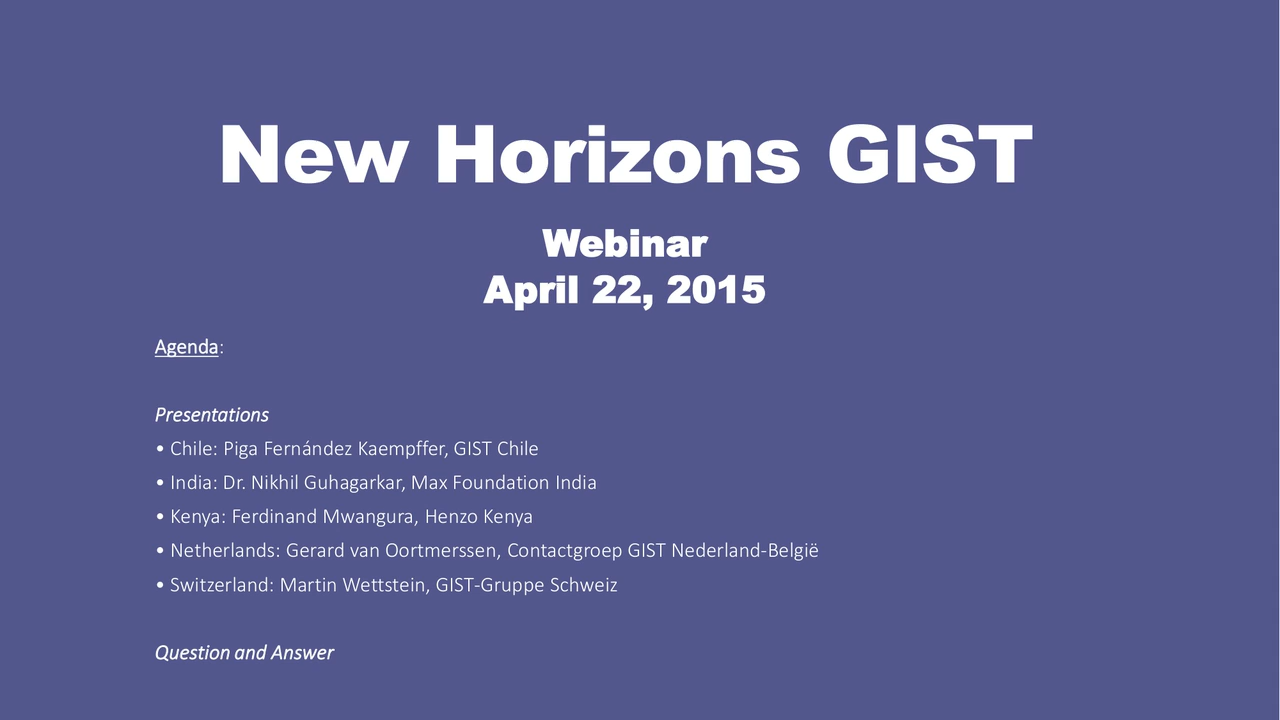 New Horizons GIST
Webinar
April 22, 2015
Agenda:
Presentations
• Chile: Piga Fernández Kaempffer, GIST Chile
• India: Dr. Nikhil Guhagarkar, Max Foundation India
• Kenya: Ferdinand Mwangura, Henzo Kenya
• Netherlands: Gerard van Oortmerssen, Contactgroep GIST Nederland-België
• Switzerland: Martin Wettstein, GIST-Gruppe Schweiz
Question and Answer